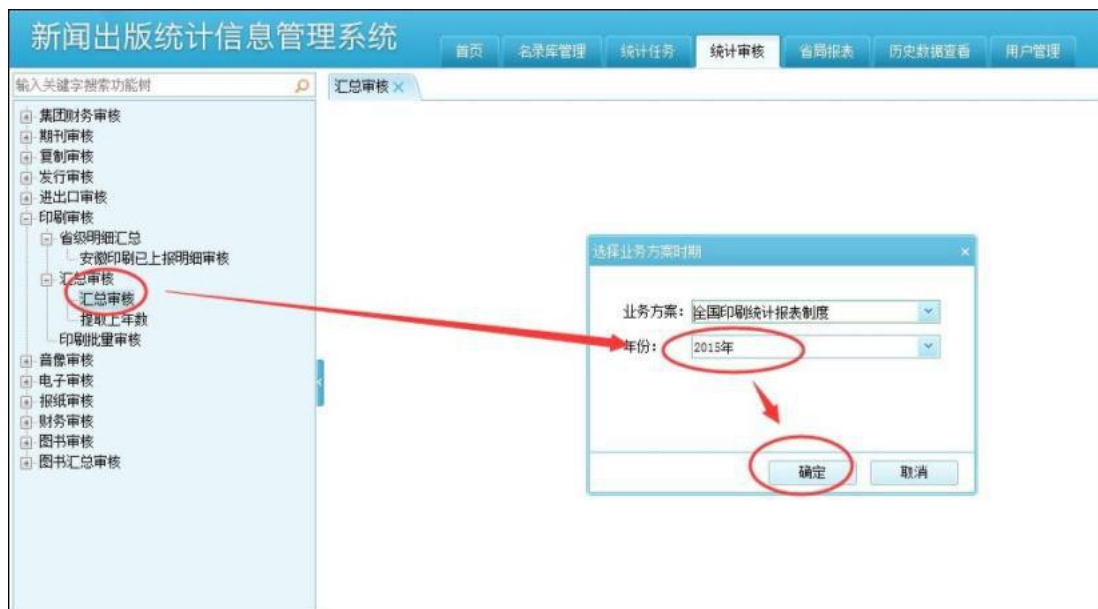 新闻出版统计信息管理系统
首页 名录库管理 统计任务 统计审核 省局报表 历史数据查看 用户管理
输入关键字搜索功能树
汇总审核
集团财务审核
期刊审核
复制审核
发行审核
进出口审核
印刷审核
省级明细汇总
安徽印刷已上报明细审核
汇总审核
汇总审核
提取上年数
印刷批量审核
音像审核
电子审核
报纸审核
财务审核
图书审核
图书汇总审核
选择业务方案时期
业务方案: 全国印刷统计报表制度
年份: 2015年
确定 取消